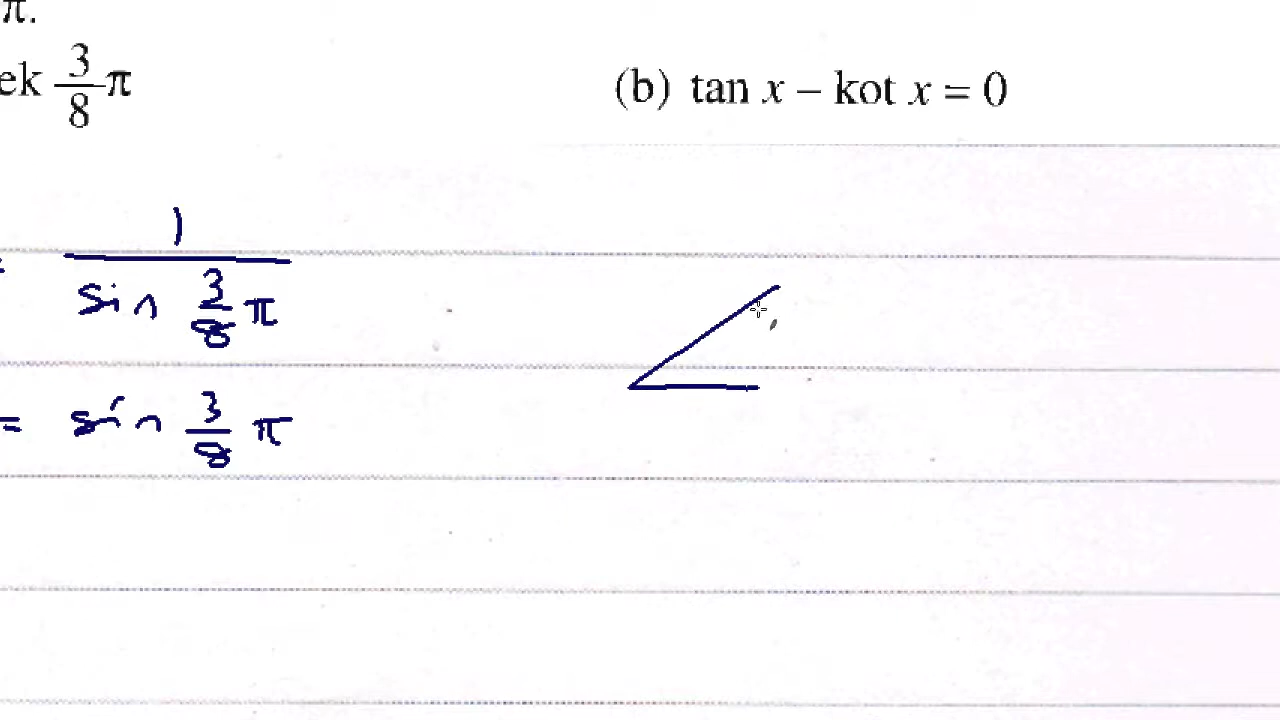 π.
ek 3/8 π
(b) tan x – kot x = 0
= 1 / sin 3/8 π
= sin 3/8 π